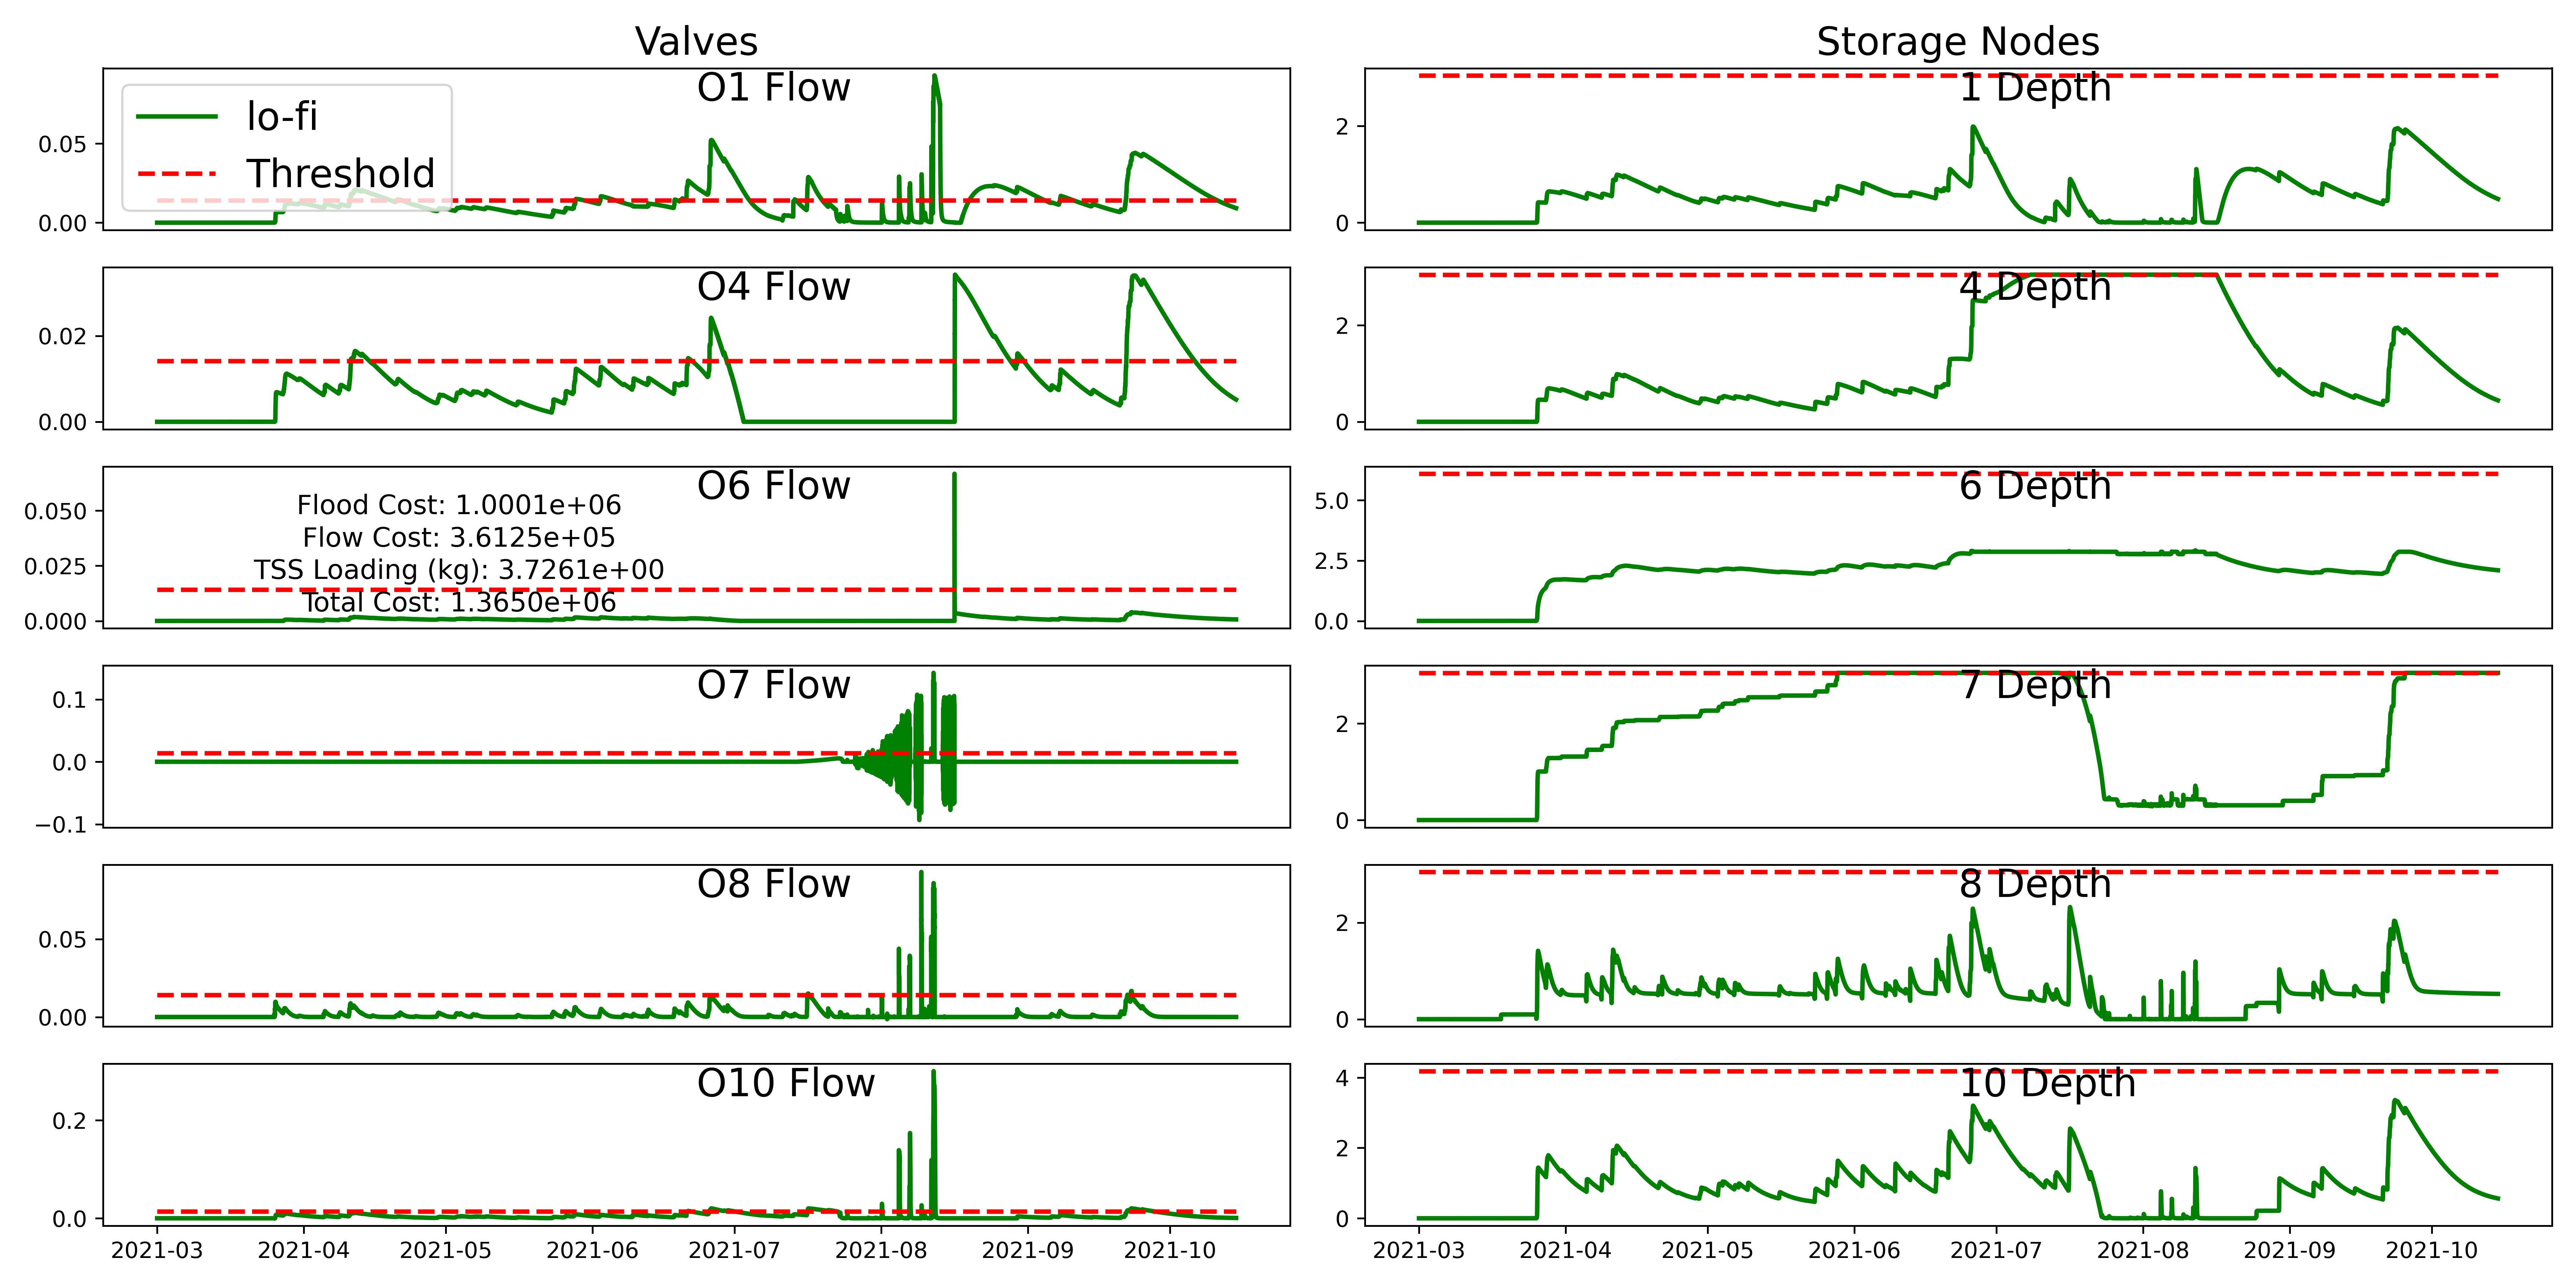 Valves
Storage Nodes
O1 Flow
lo-fi
Threshold
0.05
0.00
1 Depth
2
0
O4 Flow
0.02
0.00
4 Depth
2
0
O6 Flow
Flood Cost: 1.0001e+06
Flow Cost: 3.6125e+05
TSS Loading (kg): 3.7261e+00
Total Cost: 1.3650e+06
0.050
0.025
0.000
6 Depth
5.0
2.5
0.0
O7 Flow
0.1
0.0
−0.1
7 Depth
2
0
O8 Flow
0.05
0.00
8 Depth
2
0
O10 Flow
0.2
0.0
10 Depth
4
2
0
2021-03 2021-04 2021-05 2021-06 2021-07 2021-08 2021-09 2021-10
2021-03 2021-04 2021-05 2021-06 2021-07 2021-08 2021-09 2021-10